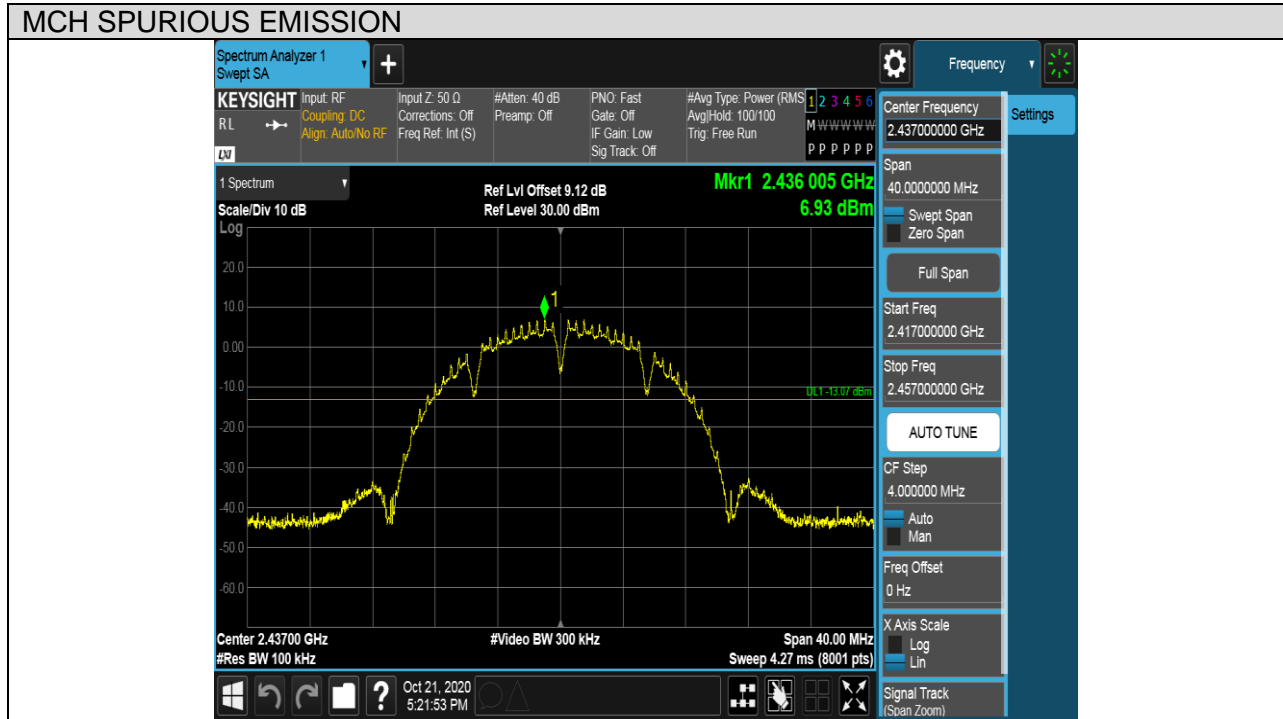 MCH SPURIOUS EMISSION
Spectrum Analyzer 1
Swept SA
+
Frequency
KEYSIGHT
RL
LXI
Input: RF
Coupling: DC
Align: Auto/No RF
Input Z: 50 Ω
Corrections: Off
Freq Ref: Int (S)
#Atten: 40 dB
Preamp: Off
PNO: Fast
Gate: Off
IF Gain: Low
Sig Track: Off
#Avg Type: Power (RMS
Avg|Hold: 100/100
Trig: Free Run
1 2 3 4 5 6
M W W W W W
P P P P P P
1 Spectrum
Scale/Div 10 dB
Ref Lvl Offset 9.12 dB
Ref Level 30.00 dBm
Mkr1 2.436 005 GHz
6.93 dBm
Log
20.0
10.0
0.00
-10.0
-20.0
-30.0
-40.0
-50.0
-60.0
1
DL1 -13.07 dBm
Center 2.43700 GHz
#Res BW 100 kHz
#Video BW 300 kHz
Span 40.00 MHz
Sweep 4.27 ms (8001 pts)
Center Frequency
2.437000000 GHz
Settings
Span
40.0000000 MHz
Swept Span
Zero Span
Full Span
Start Freq
2.417000000 GHz
Stop Freq
2.457000000 GHz
AUTO TUNE
CF Step
4.000000 MHz
Auto
Man
Freq Offset
0 Hz
X Axis Scale
Log
Lin
Signal Track
(Span Zoom)
?
Oct 21, 2020
5:21:53 PM